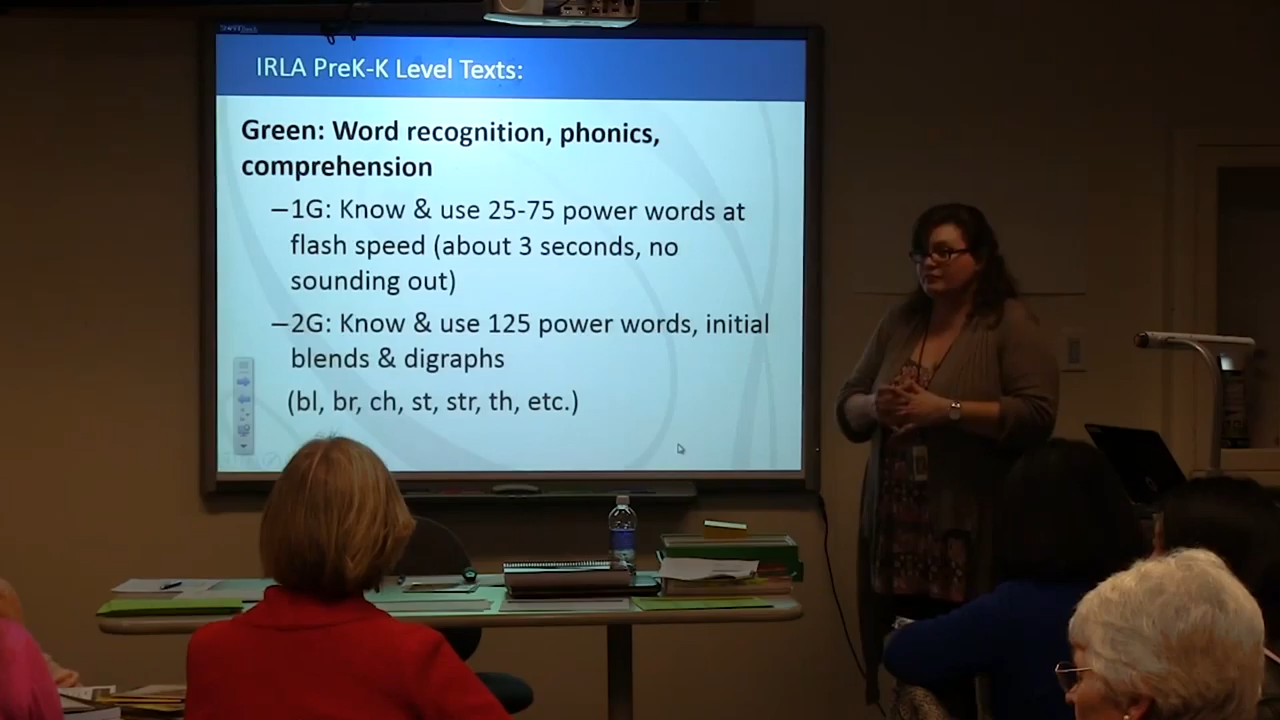 IRLA PreK-K Level Texts:
Green: Word recognition, phonics,
comprehension
–1G: Know & use 25-75 power words at
flash speed (about 3 seconds, no
sounding out)
–2G: Know & use 125 power words, initial
blends & digraphs
(bl, br, ch, st, str, th, etc.)